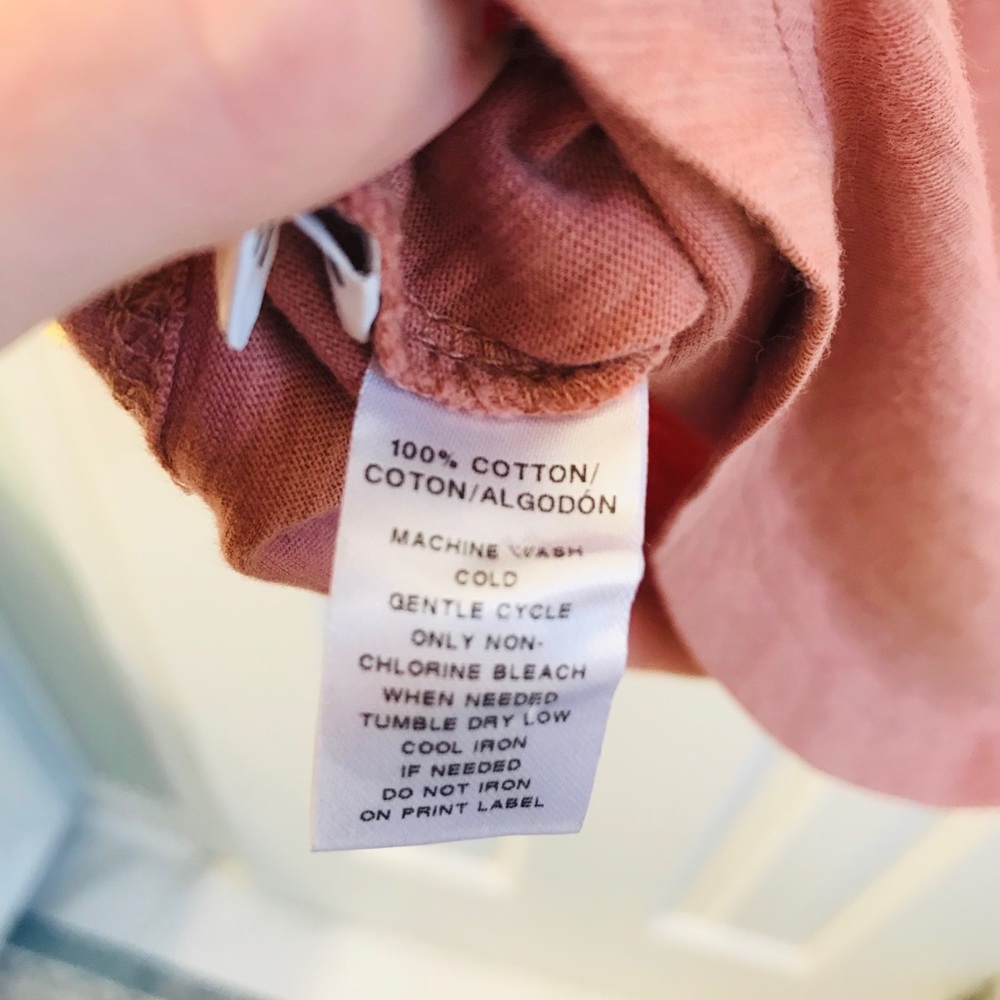 100% COTTON/
COTON/ALGODÓN
MACHINE WASH
COLD
GENTLE CYCLE
ONLY NON-
CHLORINE BLEACH
WHEN NEEDED
TUMBLE DRY LOW
COOL IRON
IF NEEDED
DO NOT IRON
ON PRINT LABEL